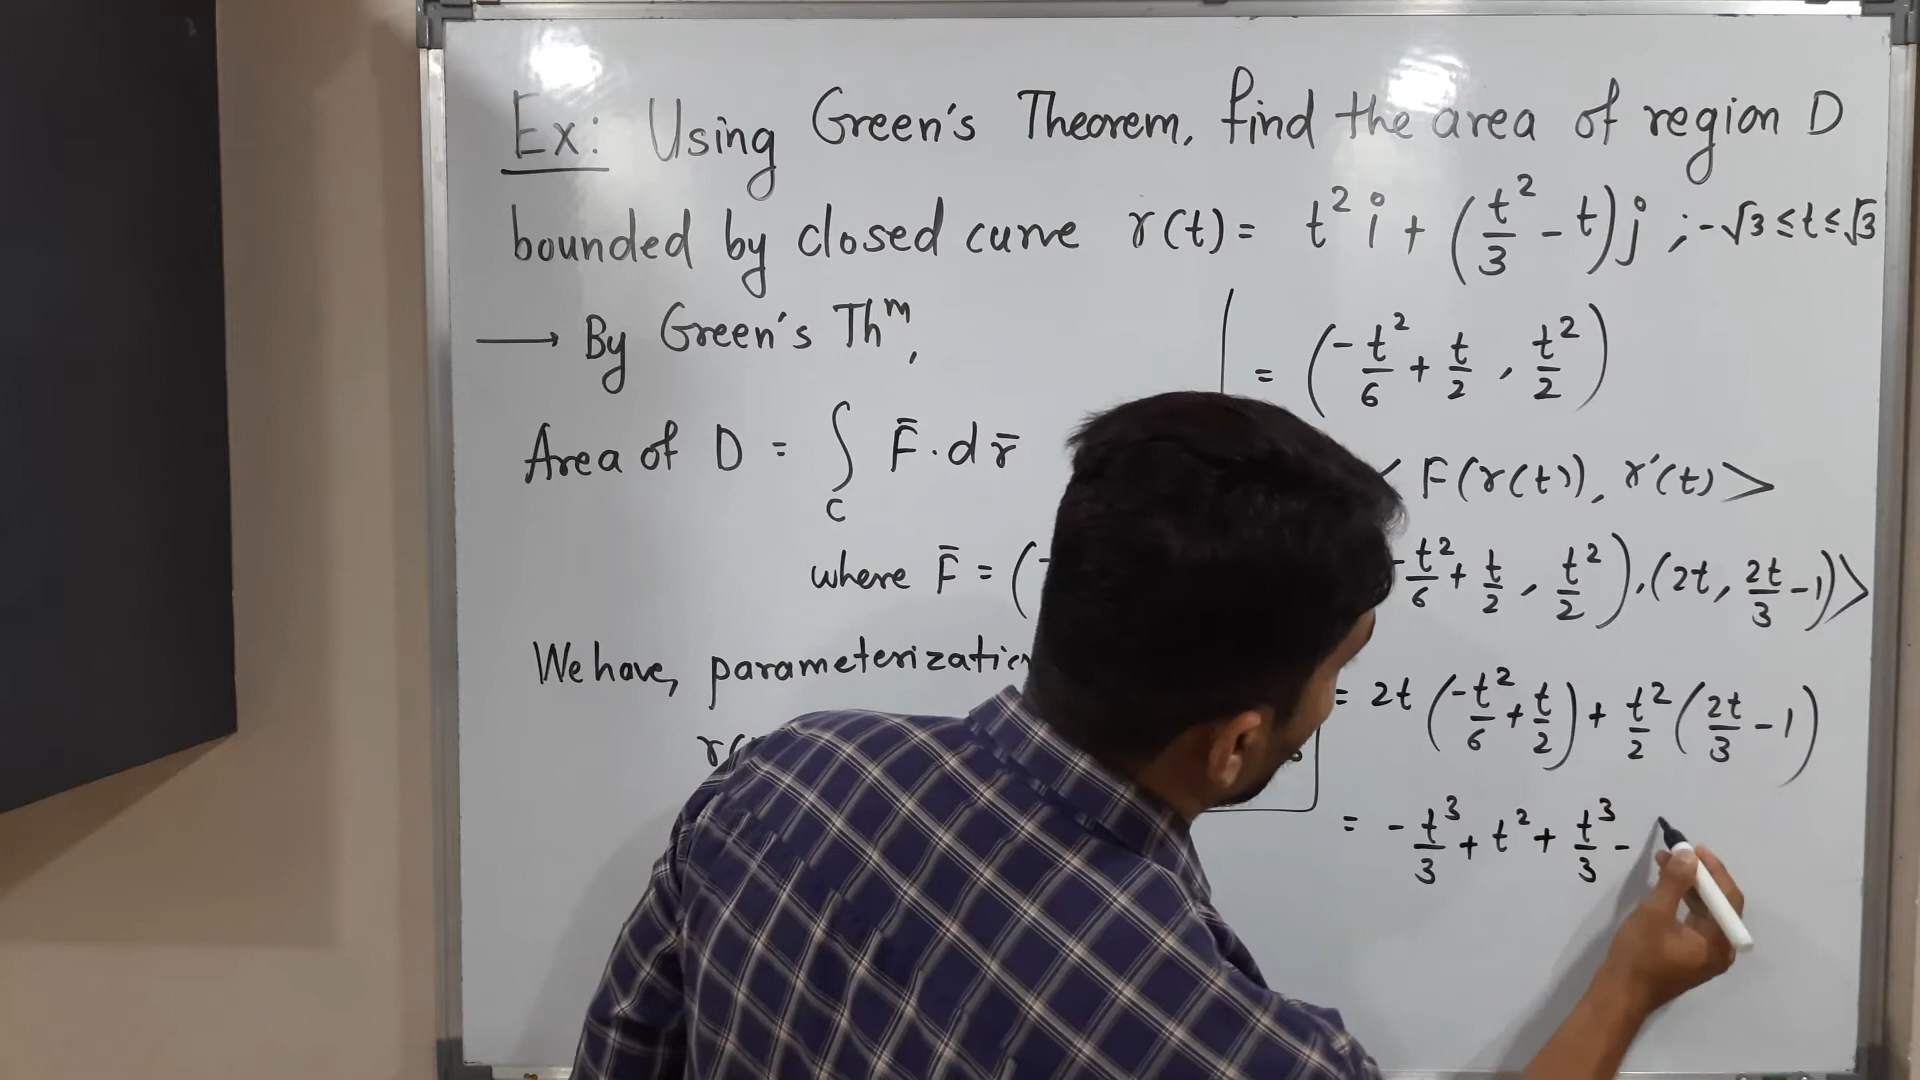 Ex: Using Green's Theorem, find the area of region D
bounded by closed curve r(t) = t² i + (t²/3 - t) j ; -√3 ≤ t ≤ √3
→ By Green's Thᵐ,
Area of D = ∫_C F̄ . d r̄
where F̄ = (-
We have, parameterizatio
r(
= (-t²/6 + t/2 , t²/2)
F(r(t)), r'(t) >
-t²/6 + t/2 , t²/2) . (2t, 2t/3 - 1) >
= 2t (-t²/6 + t/2) + t²/2 (2t/3 - 1)
= -t³/3 + t² + t³/3 -